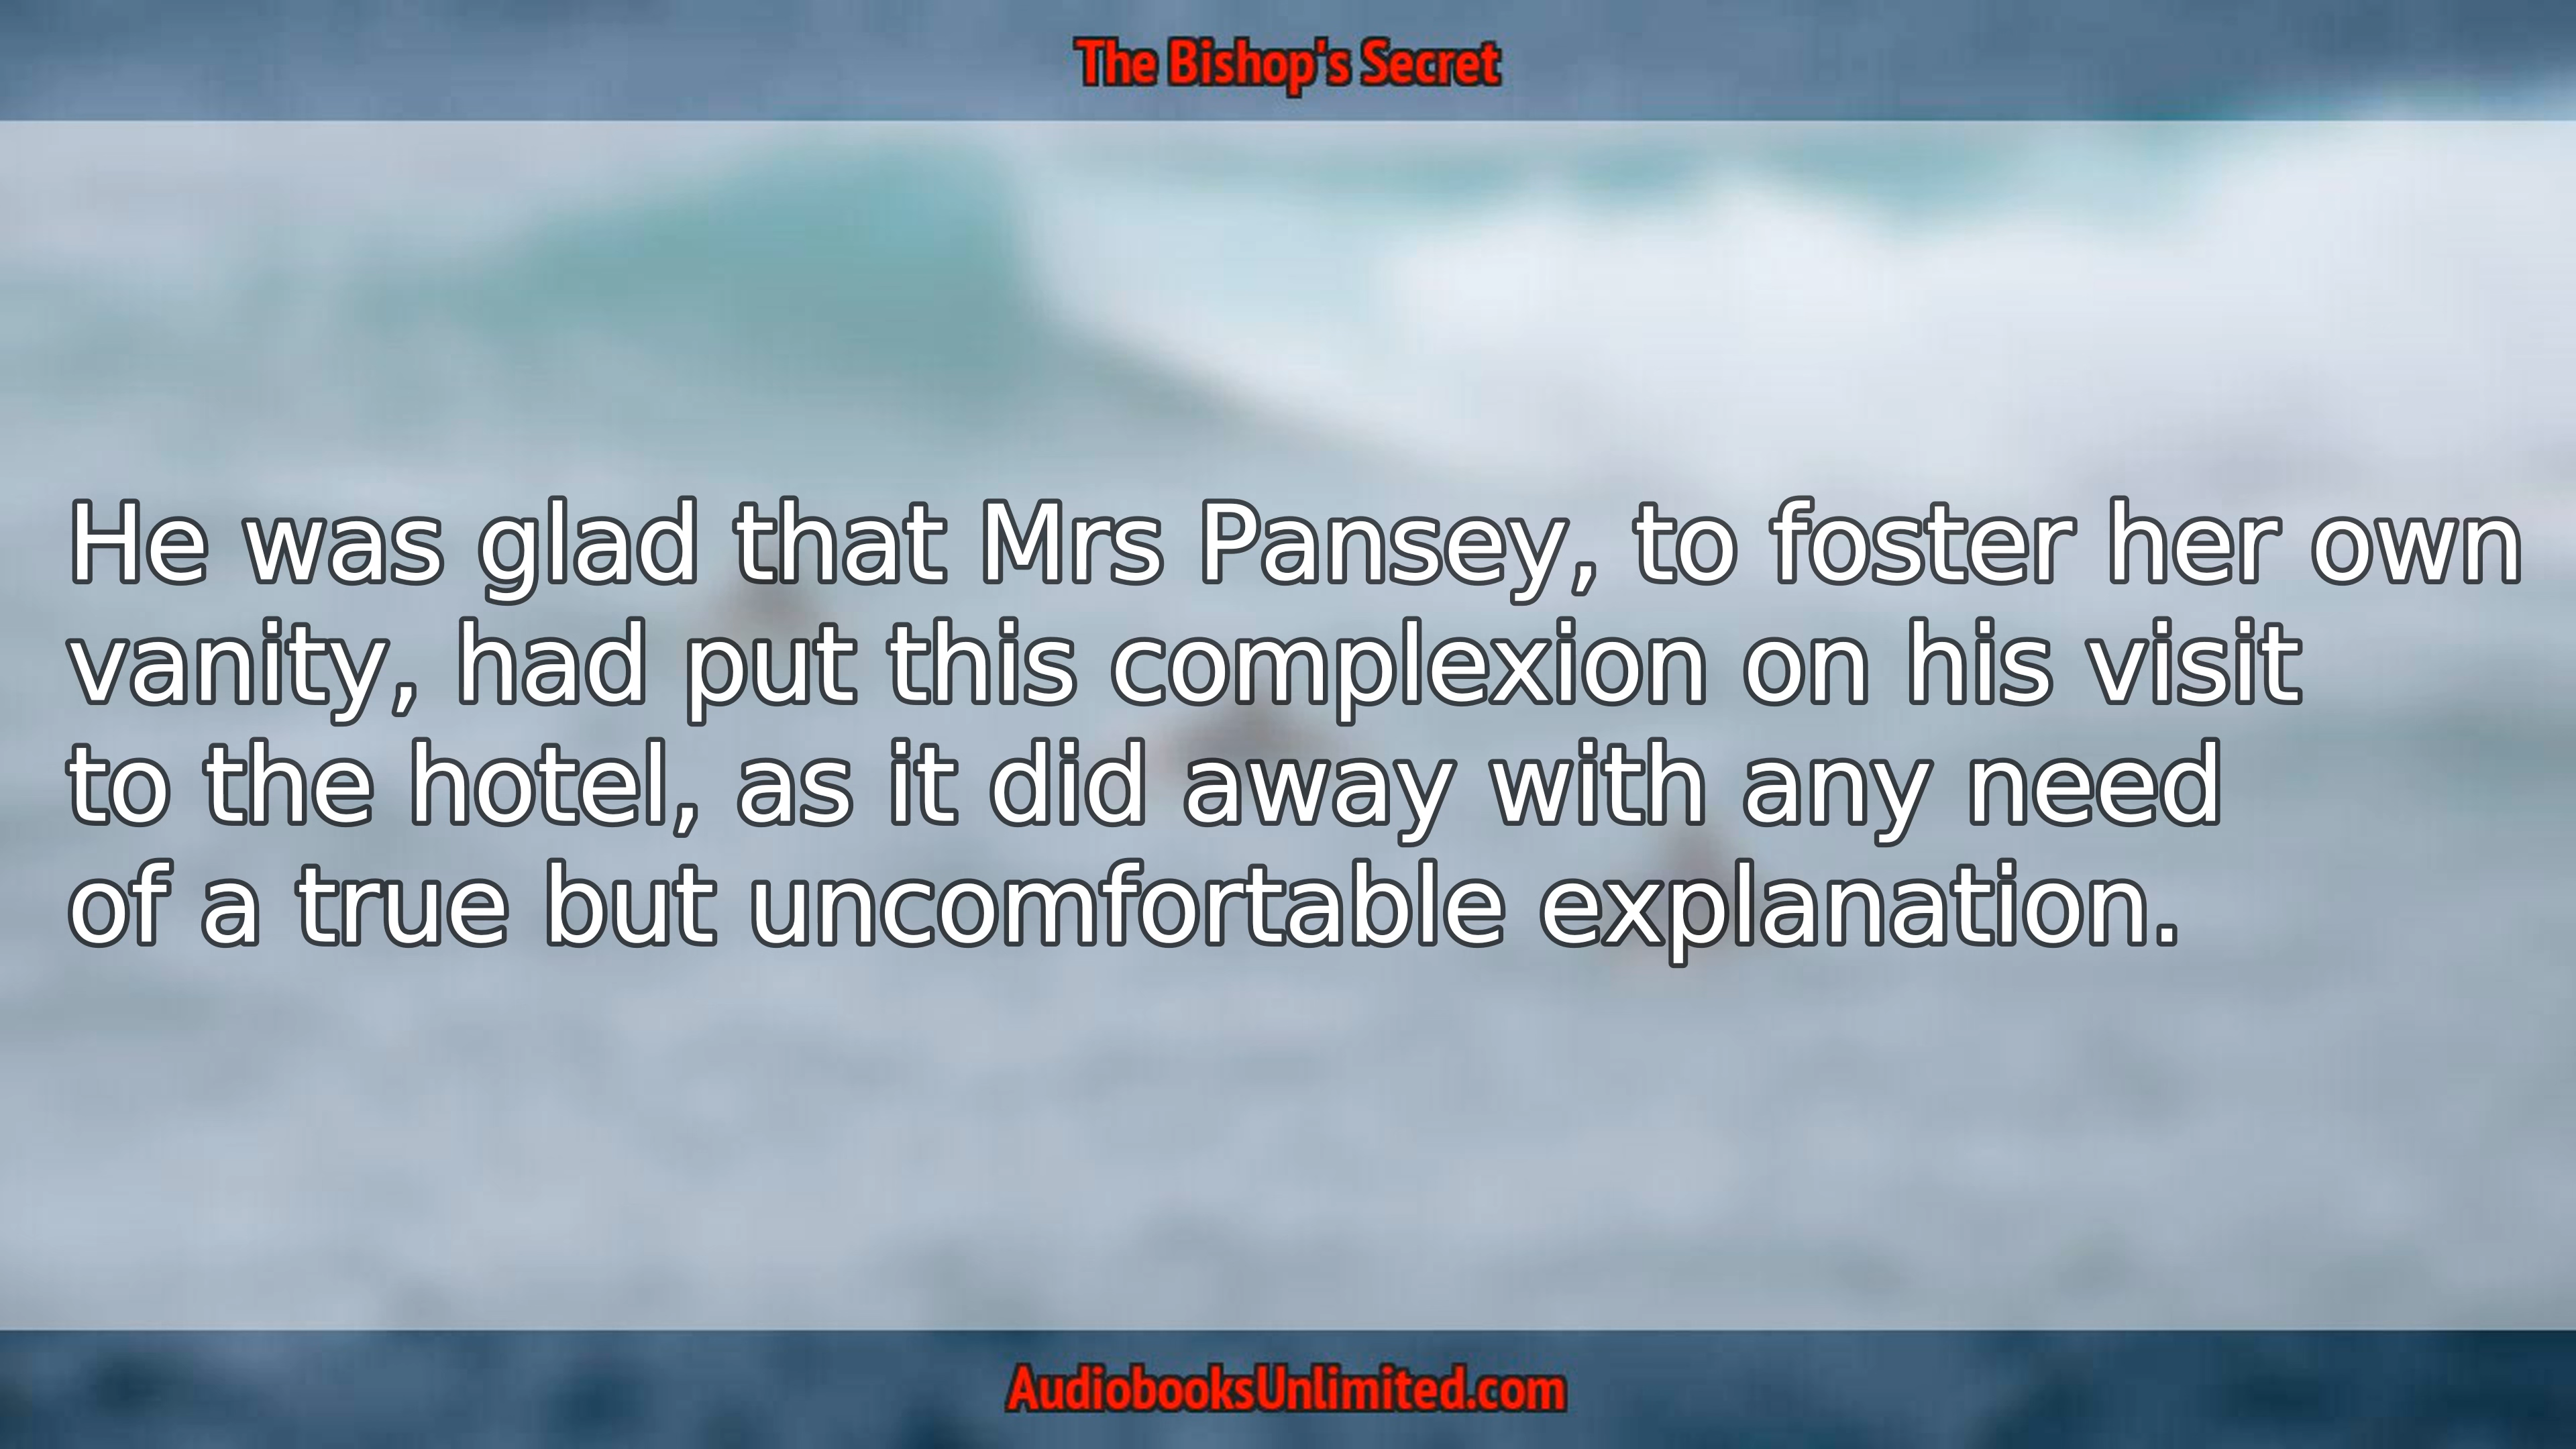 The Bishop's Secret
He was glad that Mrs Pansey, to foster her own
vanity, had put this complexion on his visit
to the hotel, as it did away with any need
of a true but uncomfortable explanation.
AudiobooksUnlimited.com